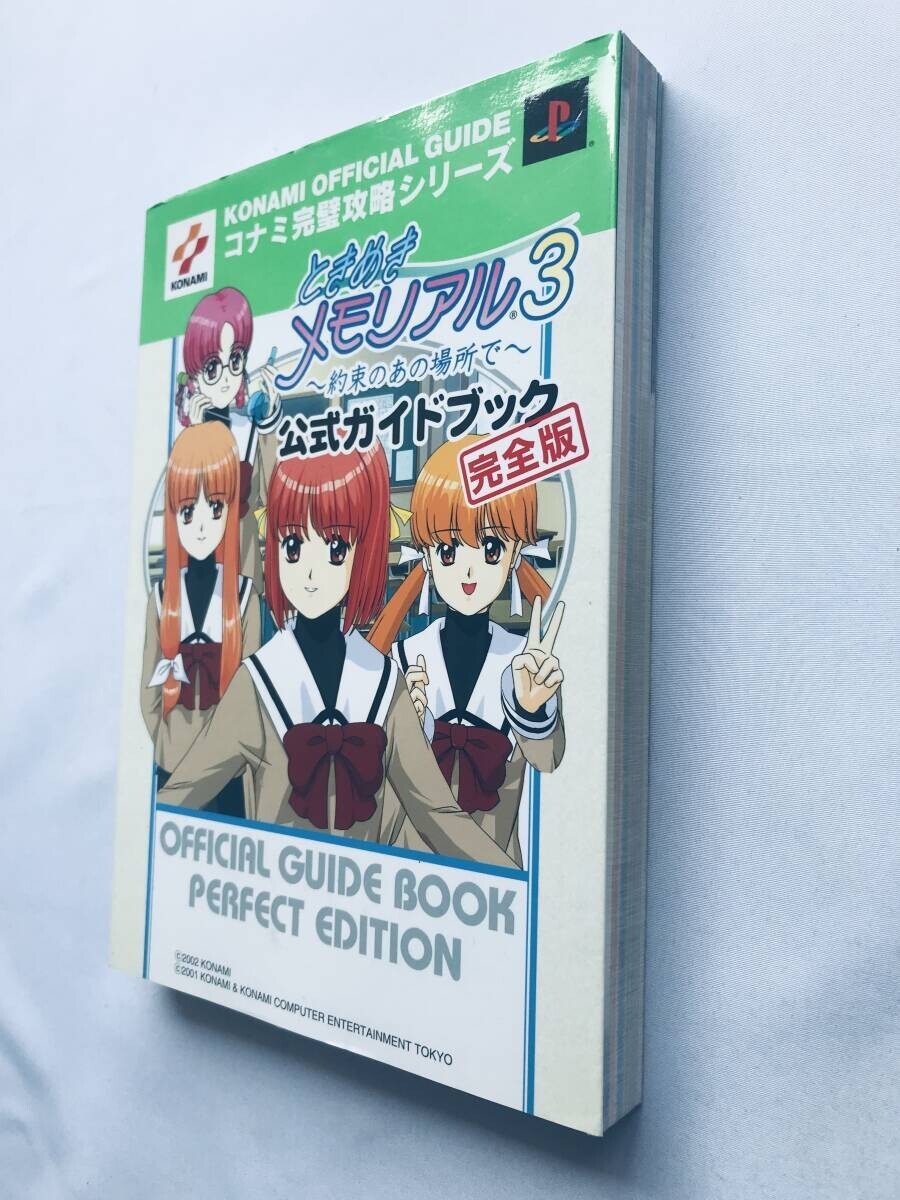 KONAMI OFFICIAL GUIDE
コナミ完璧攻略シリーズ
KONAMI
ときめき
メモリアル®3
～約束のあの場所で～
公式ガイドブック
完全版
OFFICIAL GUIDE BOOK
PERFECT EDITION
©2002 KONAMI
©2001 KONAMI & KONAMI COMPUTER ENTERTAINMENT TOKYO